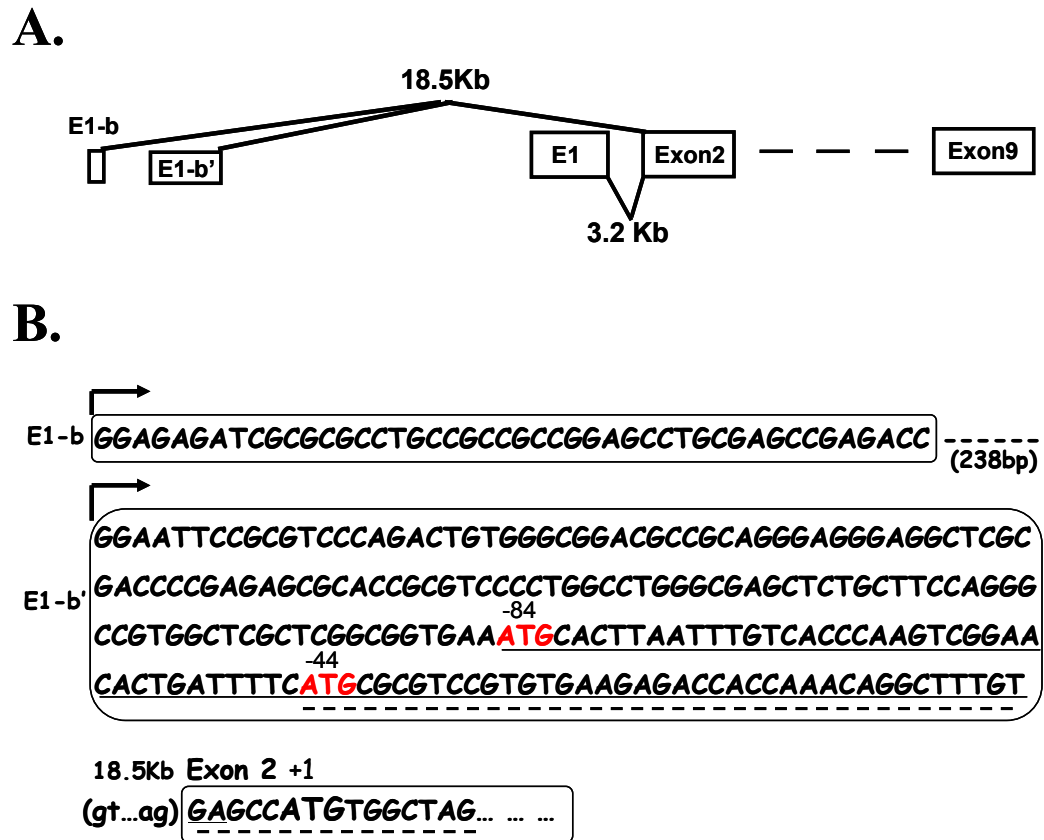 A.
18.5Kb
E1-b
E1-b'
E1
Exon2
Exon9
3.2 Kb
B.
E1-b GGAGAGATCGCGCGCCTGCCGCCGCCGGAGCCTGCGAGCCGAGACC
(238bp)
GGAATTCCGCGTCCCAGACTGTGGGCGGACGCCGCAGGGAGGGAGGCTCGC
E1-b' GACCCCGAGAGCGCACCGCGTCCCCTGGCCTGGGCGAGCTCTGCTTCCAGGG
-84
CCGTGGCTCGCTCGGCGGTGAAATGCACTTAATTTGTCACCCAAGTCGGAA
-44
CACTGATTTTCATGCGCGTCCGTGTGAAGAGACCACCAAACAGGCTTTGT
18.5Kb Exon 2 +1
(gt...ag) GAGCCATGTGGCTAG... ... ...